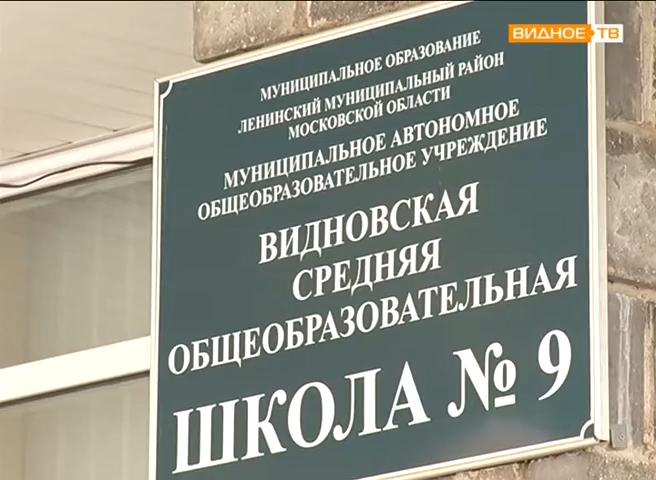 ВИДНОЕ ТВ
МУНИЦИПАЛЬНОЕ ОБРАЗОВАНИЕ
ЛЕНИНСКИЙ МУНИЦИПАЛЬНЫЙ РАЙОН
МОСКОВСКОЙ ОБЛАСТИ
МУНИЦИПАЛЬНОЕ АВТОНОМНОЕ
ОБЩЕОБРАЗОВАТЕЛЬНОЕ УЧРЕЖДЕНИЕ
ВИДНОВСКАЯ
СРЕДНЯЯ
ОБЩЕОБРАЗОВАТЕЛЬНАЯ
ШКОЛА № 9